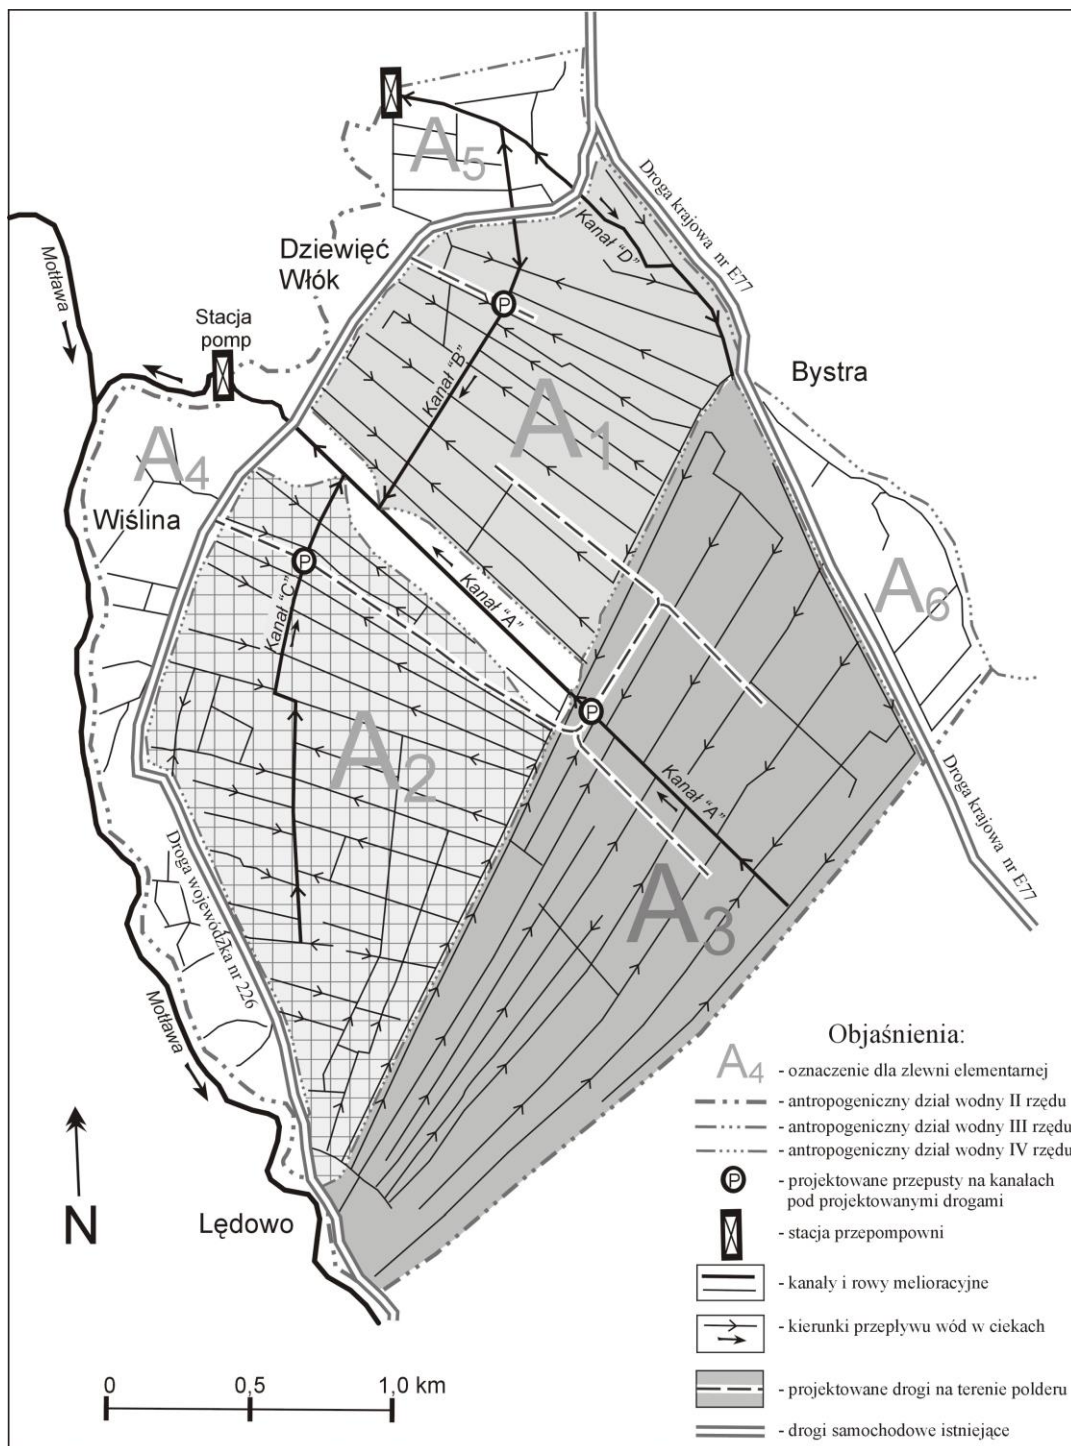 A5
Droga krajowa nr E77
Kanał "D"
Dziewięć
Włók
Motława
P
Stacja
pomp
Bystra
Kanał "B"
A1
A4
Wiślina
P
Kanał "C"
Kanał "A"
A6
P
A2
Kanał "A"
Droga krajowa nr E77
Droga wojewódzka nr 226
A3
Motława
Lędowo
N
0 0,5 1,0 km
Objaśnienia:
A4 - oznaczenie dla zlewni elementarnej
- antropogeniczny dział wodny II rzędu
- antropogeniczny dział wodny III rzędu
- antropogeniczny dział wodny IV rzędu
P - projektowane przepusty na kanałach
pod projektowanymi drogami
- stacja przepompowni
- kanały i rowy melioracyjne
- kierunki przepływu wód w ciekach
- projektowane drogi na terenie polderu
- drogi samochodowe istniejące